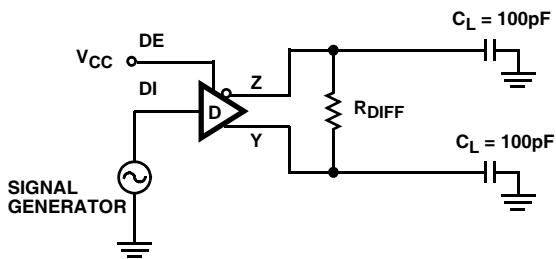 C_L = 100pF
DE
V_CC
DI
Z
D
R_DIFF
Y
C_L = 100pF
SIGNAL
GENERATOR